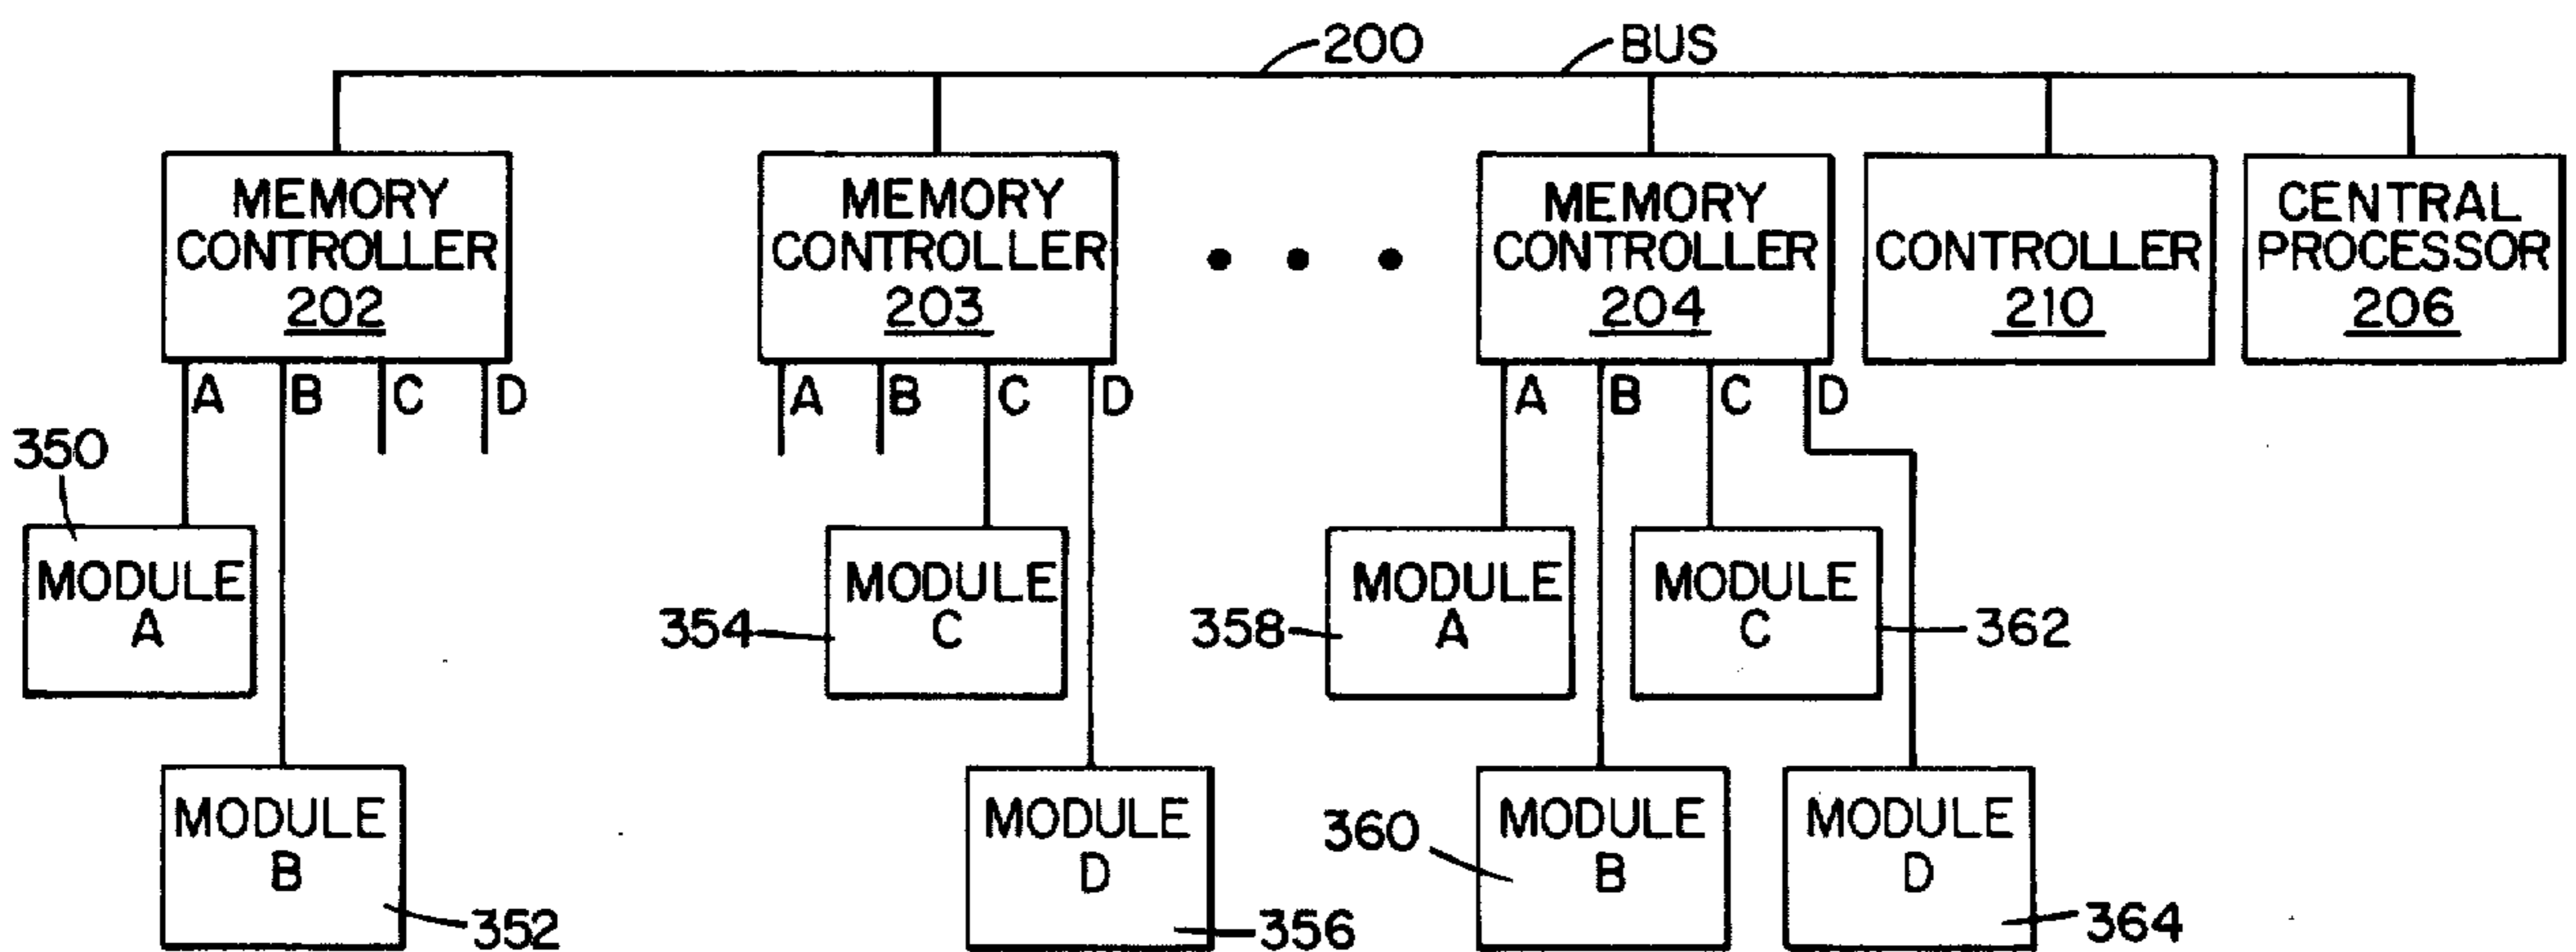 200 BUS
MEMORY CONTROLLER 202
MEMORY CONTROLLER 203
• • •
MEMORY CONTROLLER 204
CONTROLLER 210
CENTRAL PROCESSOR 206
A B C D
A B C D
A B C D
350
MODULE A
354
MODULE C
358
MODULE A
MODULE C
362
MODULE B
352
MODULE D
356
360
MODULE B
MODULE D
364